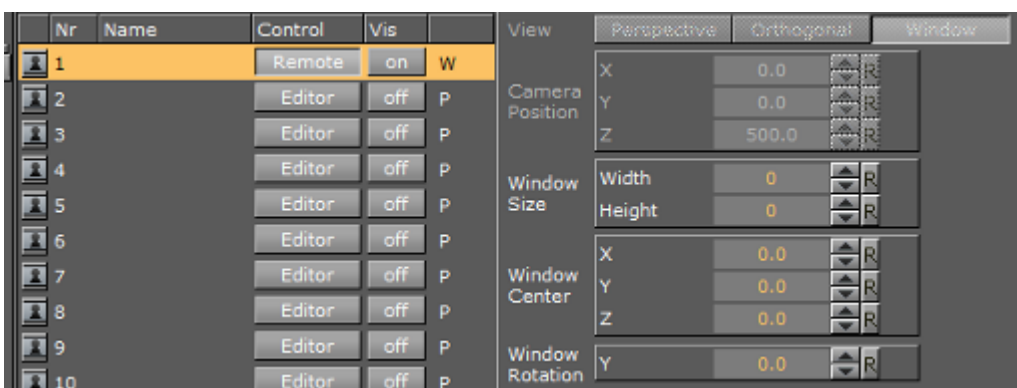 Nr Name Control Vis
1 Remote on W
2 Editor off P
3 Editor off P
4 Editor off P
5 Editor off P
6 Editor off P
7 Editor off P
8 Editor off P
9 Editor off P
10 Editor off P
View Perspective Orthogonal Window
Camera
Position
X 0.0 R
Y 0.0 R
Z 500.0 R
Window
Size
Width 0 R
Height 0 R
Window
Center
X 0.0 R
Y 0.0 R
Z 0.0 R
Window
Rotation
Y 0.0 R